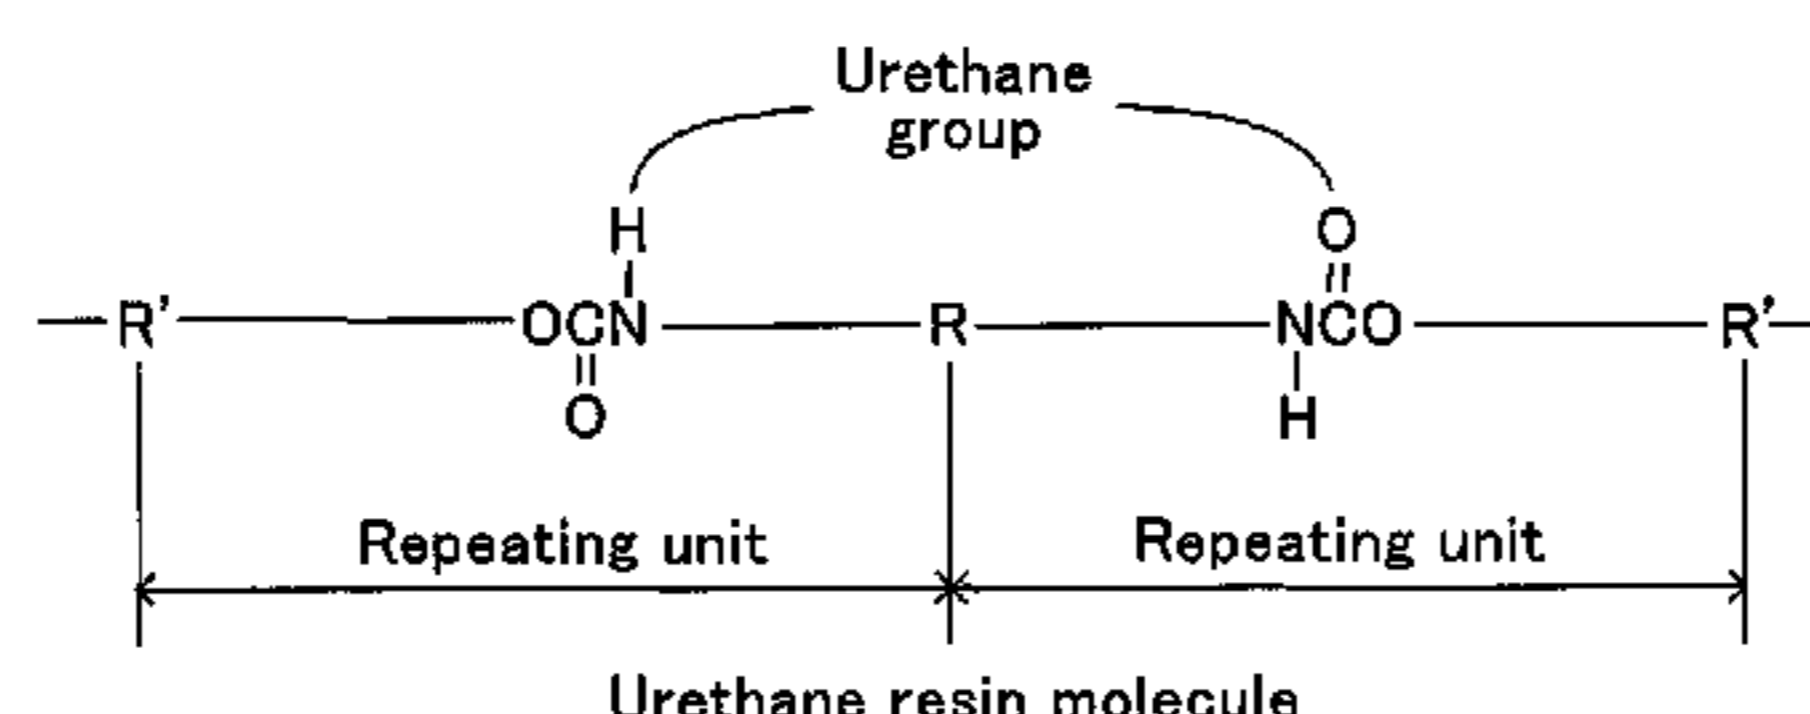 Urethane
group
H O
R' OCN R NCO R'
O H
Repeating unit Repeating unit
Urethane resin molecule